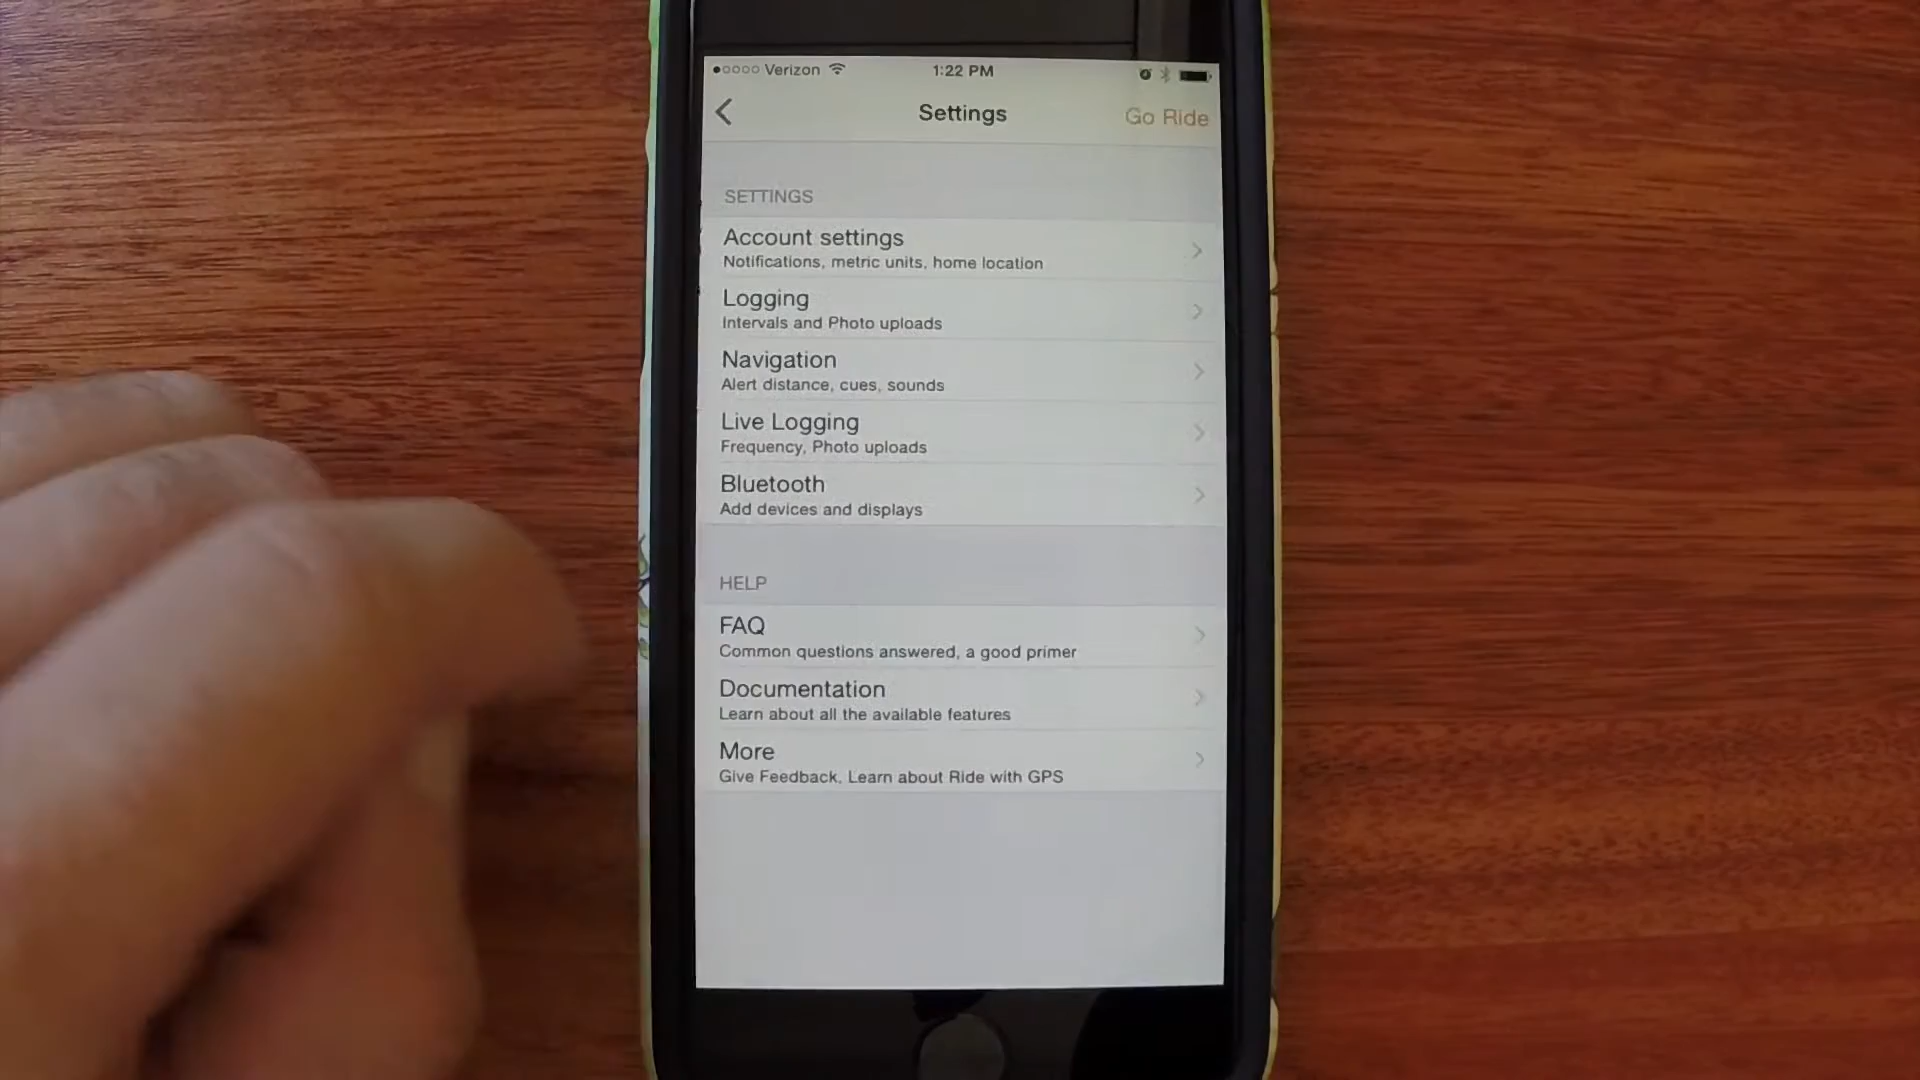 Verizon 1:22 PM
Settings Go Ride
SETTINGS
Account settings
Notifications, metric units, home location
Logging
Intervals and Photo uploads
Navigation
Alert distance, cues, sounds
Live Logging
Frequency, Photo uploads
Bluetooth
Add devices and displays
HELP
FAQ
Common questions answered, a good primer
Documentation
Learn about all the available features
More
Give Feedback, Learn about Ride with GPS